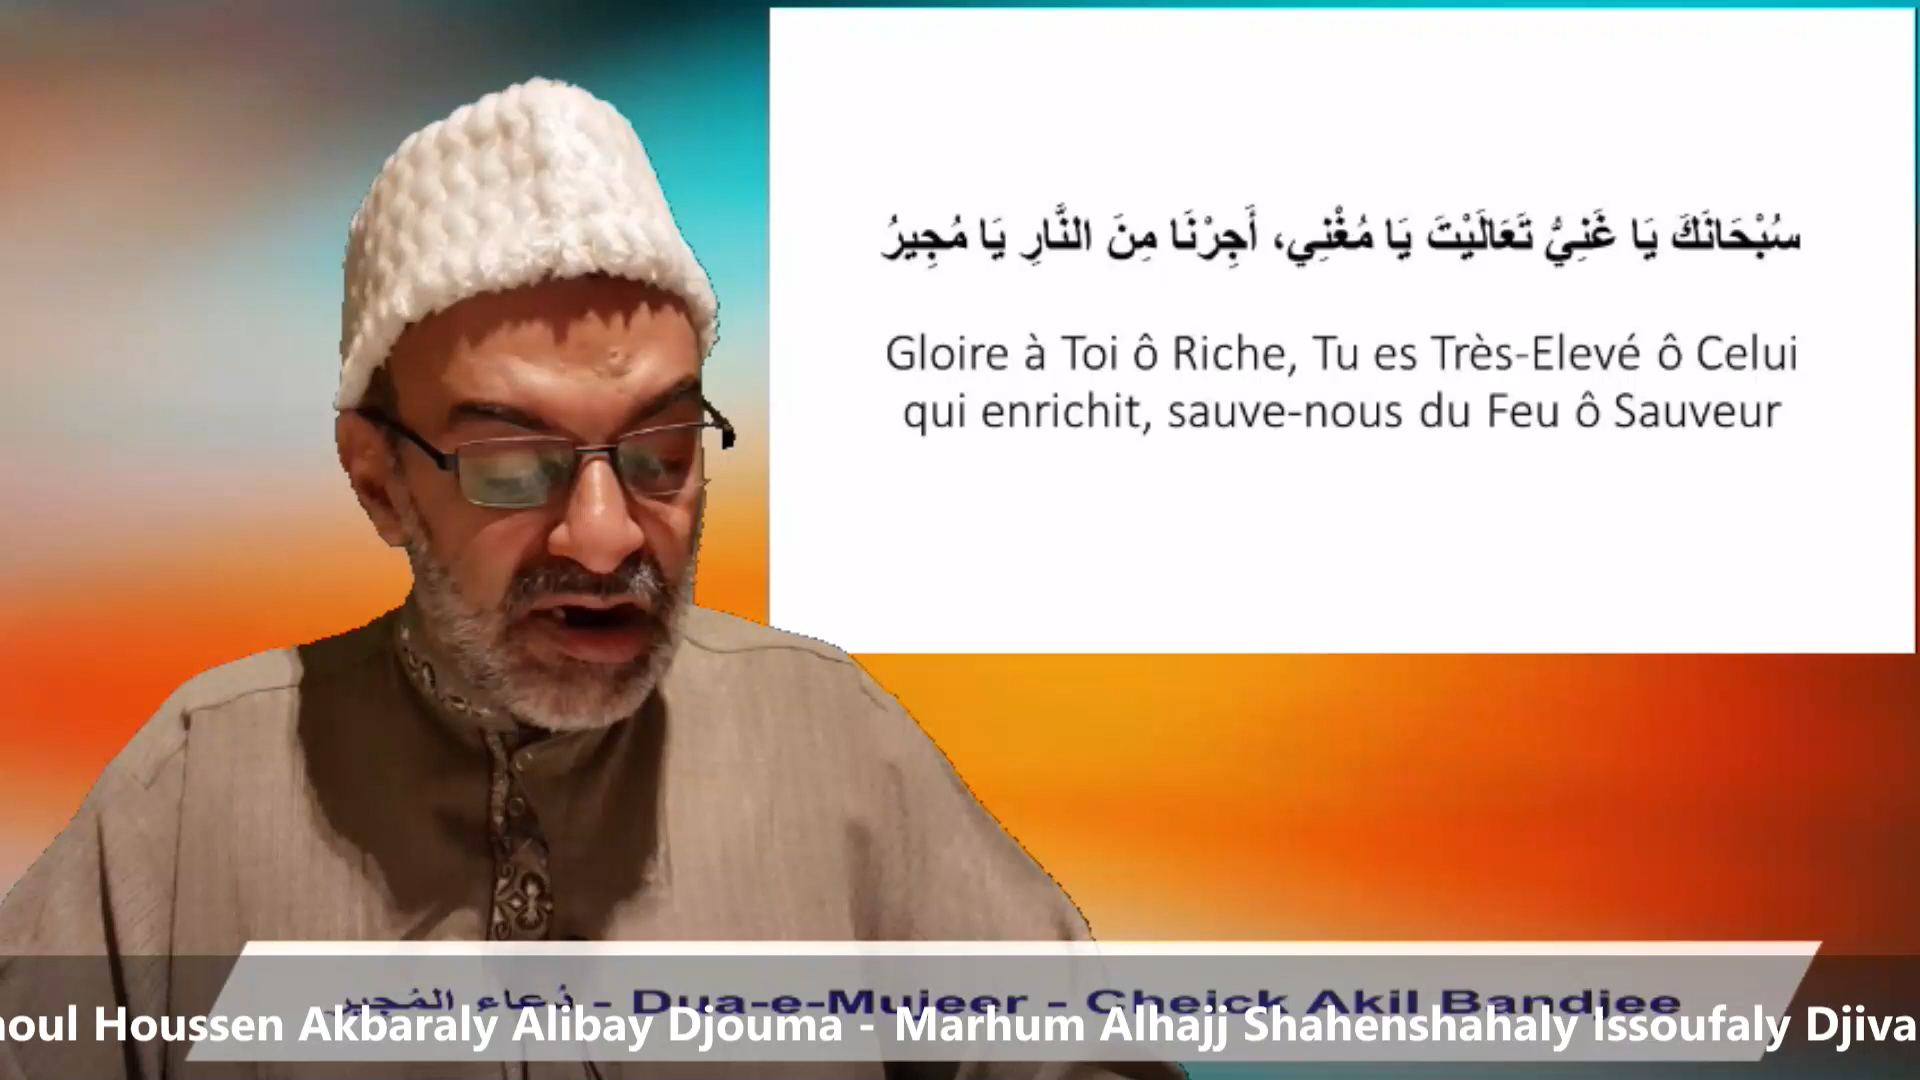 سُبْحَانَكَ يَا غَنِيُّ تَعَالَيْتَ يَا مُغْنِي، أَجِرْنَا مِنَ النَّارِ يَا مُجِيرُ
Gloire à Toi ô Riche, Tu es Très-Elevé ô Celui
qui enrichit, sauve-nous du Feu ô Sauveur
دُعاء المُجير - Dua-e-Mujeer - Cheick Akil Bandjee
Houssen Akbaraly Alibay Djouma - Marhum Alhajj Shahenshahaly Issoufaly Djiva